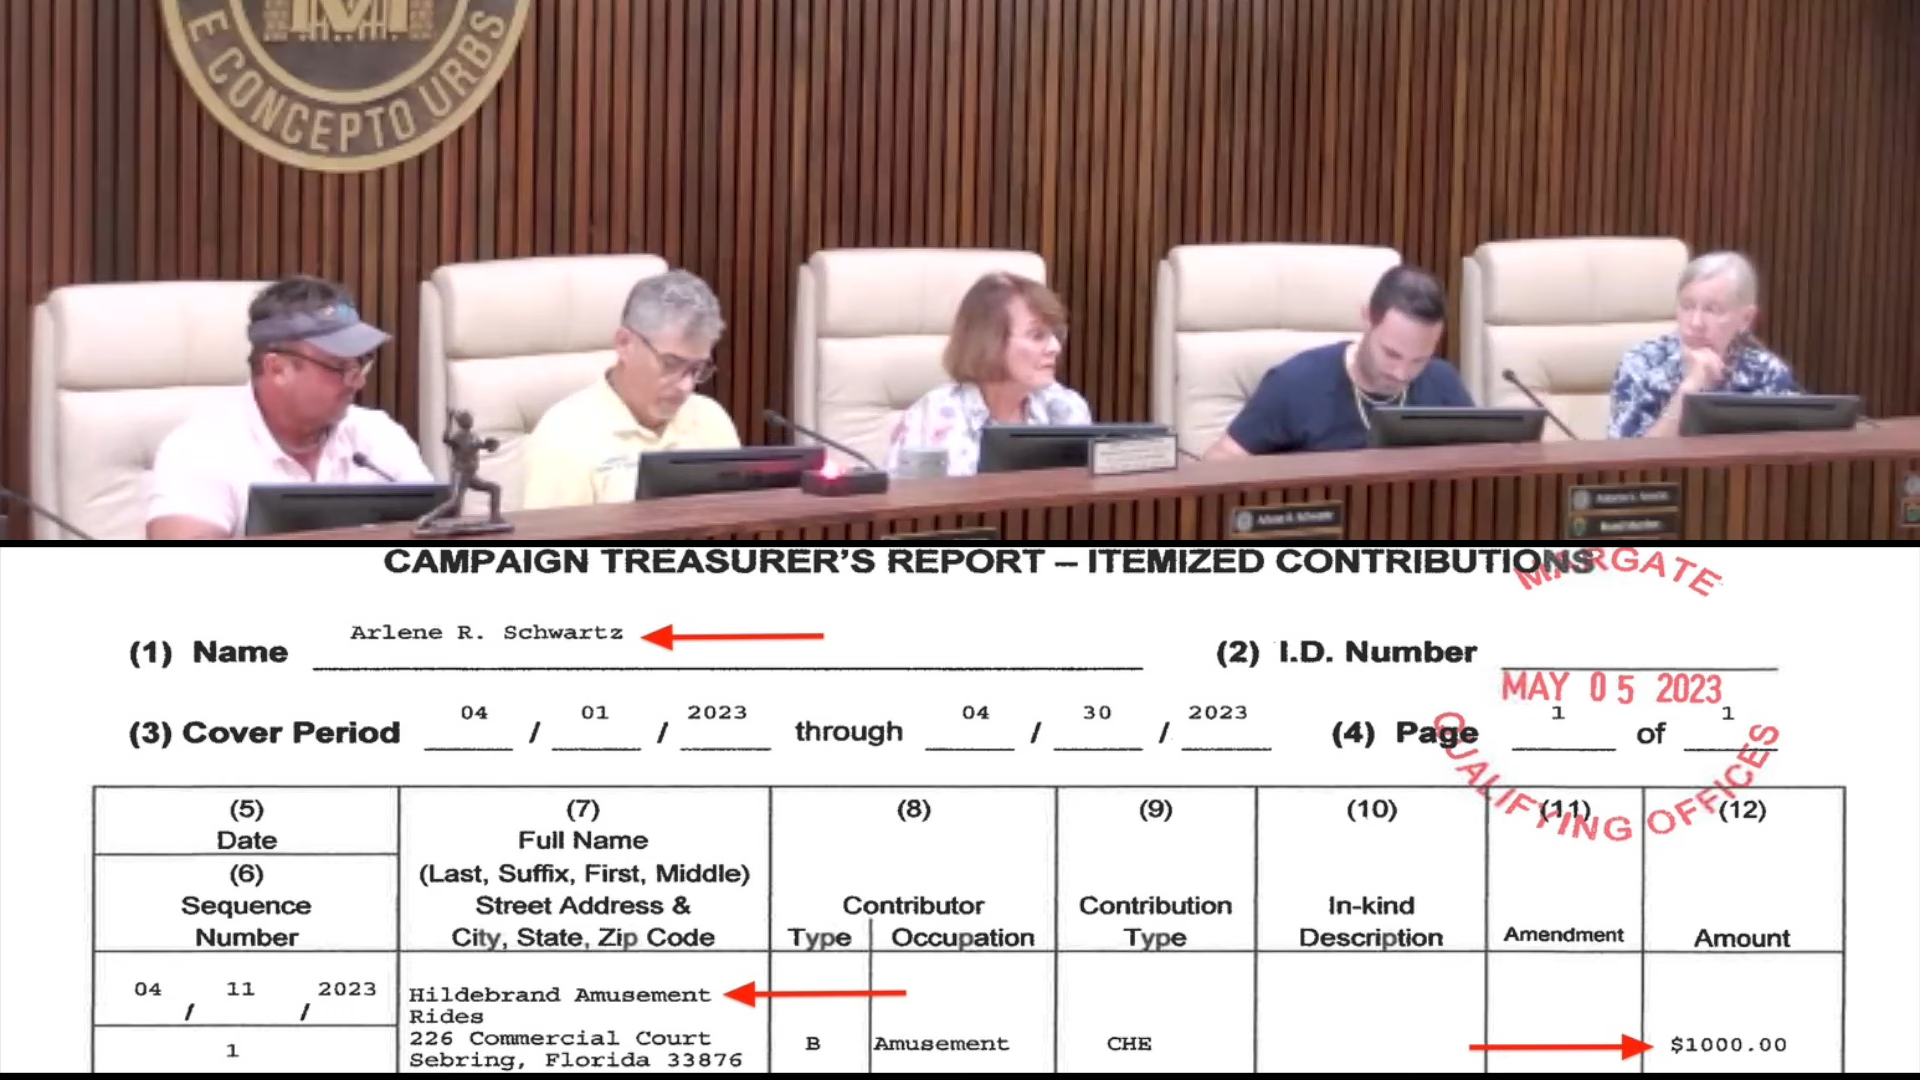 E CONCEPTO URBS
M
Arlene R. Schwartz
Board Member
CAMPAIGN TREASURER'S REPORT – ITEMIZED CONTRIBUTIONS
MARGATE
Arlene R. Schwartz
(1) Name
(2) I.D. Number
MAY 05 2023
04 01 2023 04 30 2023 1 1
(3) Cover Period / / through / / (4) Page of
QUALIFYING OFFICES
(5) (7) (8) (9) (10) (11) (12)
Date Full Name
(6) (Last, Suffix, First, Middle)
Sequence Street Address & Contributor Contribution In-kind
Number City, State, Zip Code Type Occupation Type Description Amendment Amount
04 / 11 / 2023 Hildebrand Amusement
Rides
226 Commercial Court B Amusement CHE $1000.00
1 Sebring, Florida 33876